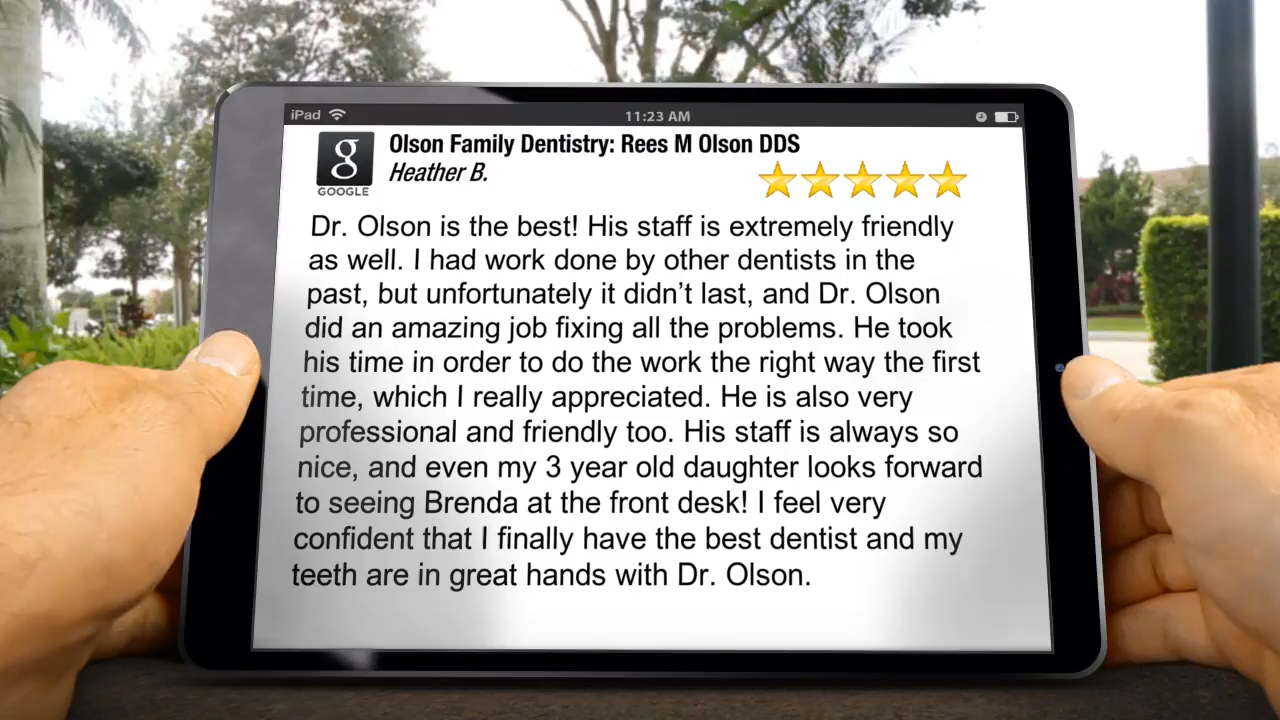 iPad
11:23 AM
g
GOOGLE
Olson Family Dentistry: Rees M Olson DDS
Heather B.
Dr. Olson is the best! His staff is extremely friendly
as well. I had work done by other dentists in the
past, but unfortunately it didn’t last, and Dr. Olson
did an amazing job fixing all the problems. He took
his time in order to do the work the right way the first
time, which I really appreciated. He is also very
professional and friendly too. His staff is always so
nice, and even my 3 year old daughter looks forward
to seeing Brenda at the front desk! I feel very
confident that I finally have the best dentist and my
teeth are in great hands with Dr. Olson.